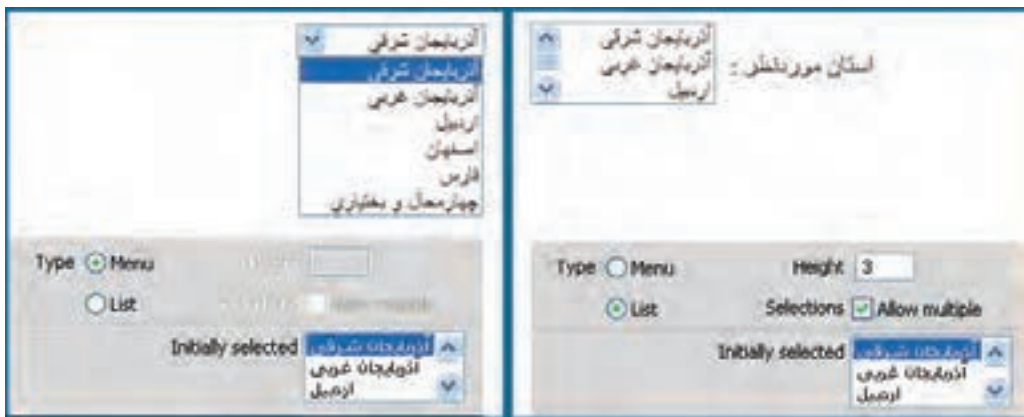 آذربایجان شرقی
آذربایجان شرقی
آذربایجان غربی
اردبیل
اصفهان
فارس
چهارمحال و بختیاری
Type Menu
List
Initially selected آذربایجان شرقی
آذربایجان غربی
اردبیل
استان موردنظر :
آذربایجان شرقی
آذربایجان غربی
اردبیل
Type Menu Height 3
List Selections Allow multiple
Initially selected آذربایجان شرقی
آذربایجان غربی
اردبیل